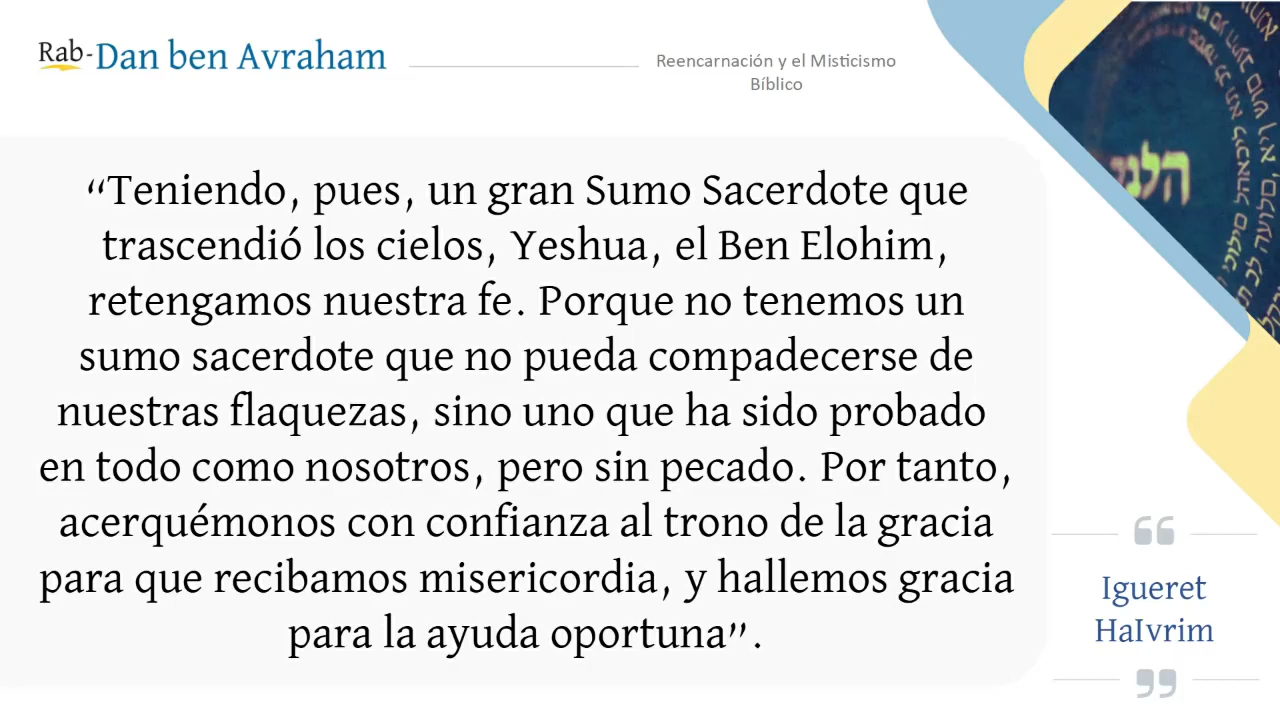 Rab-Dan ben Avraham
Reencarnación y el Misticismo
Bíblico
“Teniendo, pues, un gran Sumo Sacerdote que
trascendió los cielos, Yeshua, el Ben Elohim,
retengamos nuestra fe. Porque no tenemos un
sumo sacerdote que no pueda compadecerse de
nuestras flaquezas, sino uno que ha sido probado
en todo como nosotros, pero sin pecado. Por tanto,
acerquémonos con confianza al trono de la gracia
para que recibamos misericordia, y hallemos gracia
para la ayuda oportuna”.
“
Igueret
HaIvrim
”